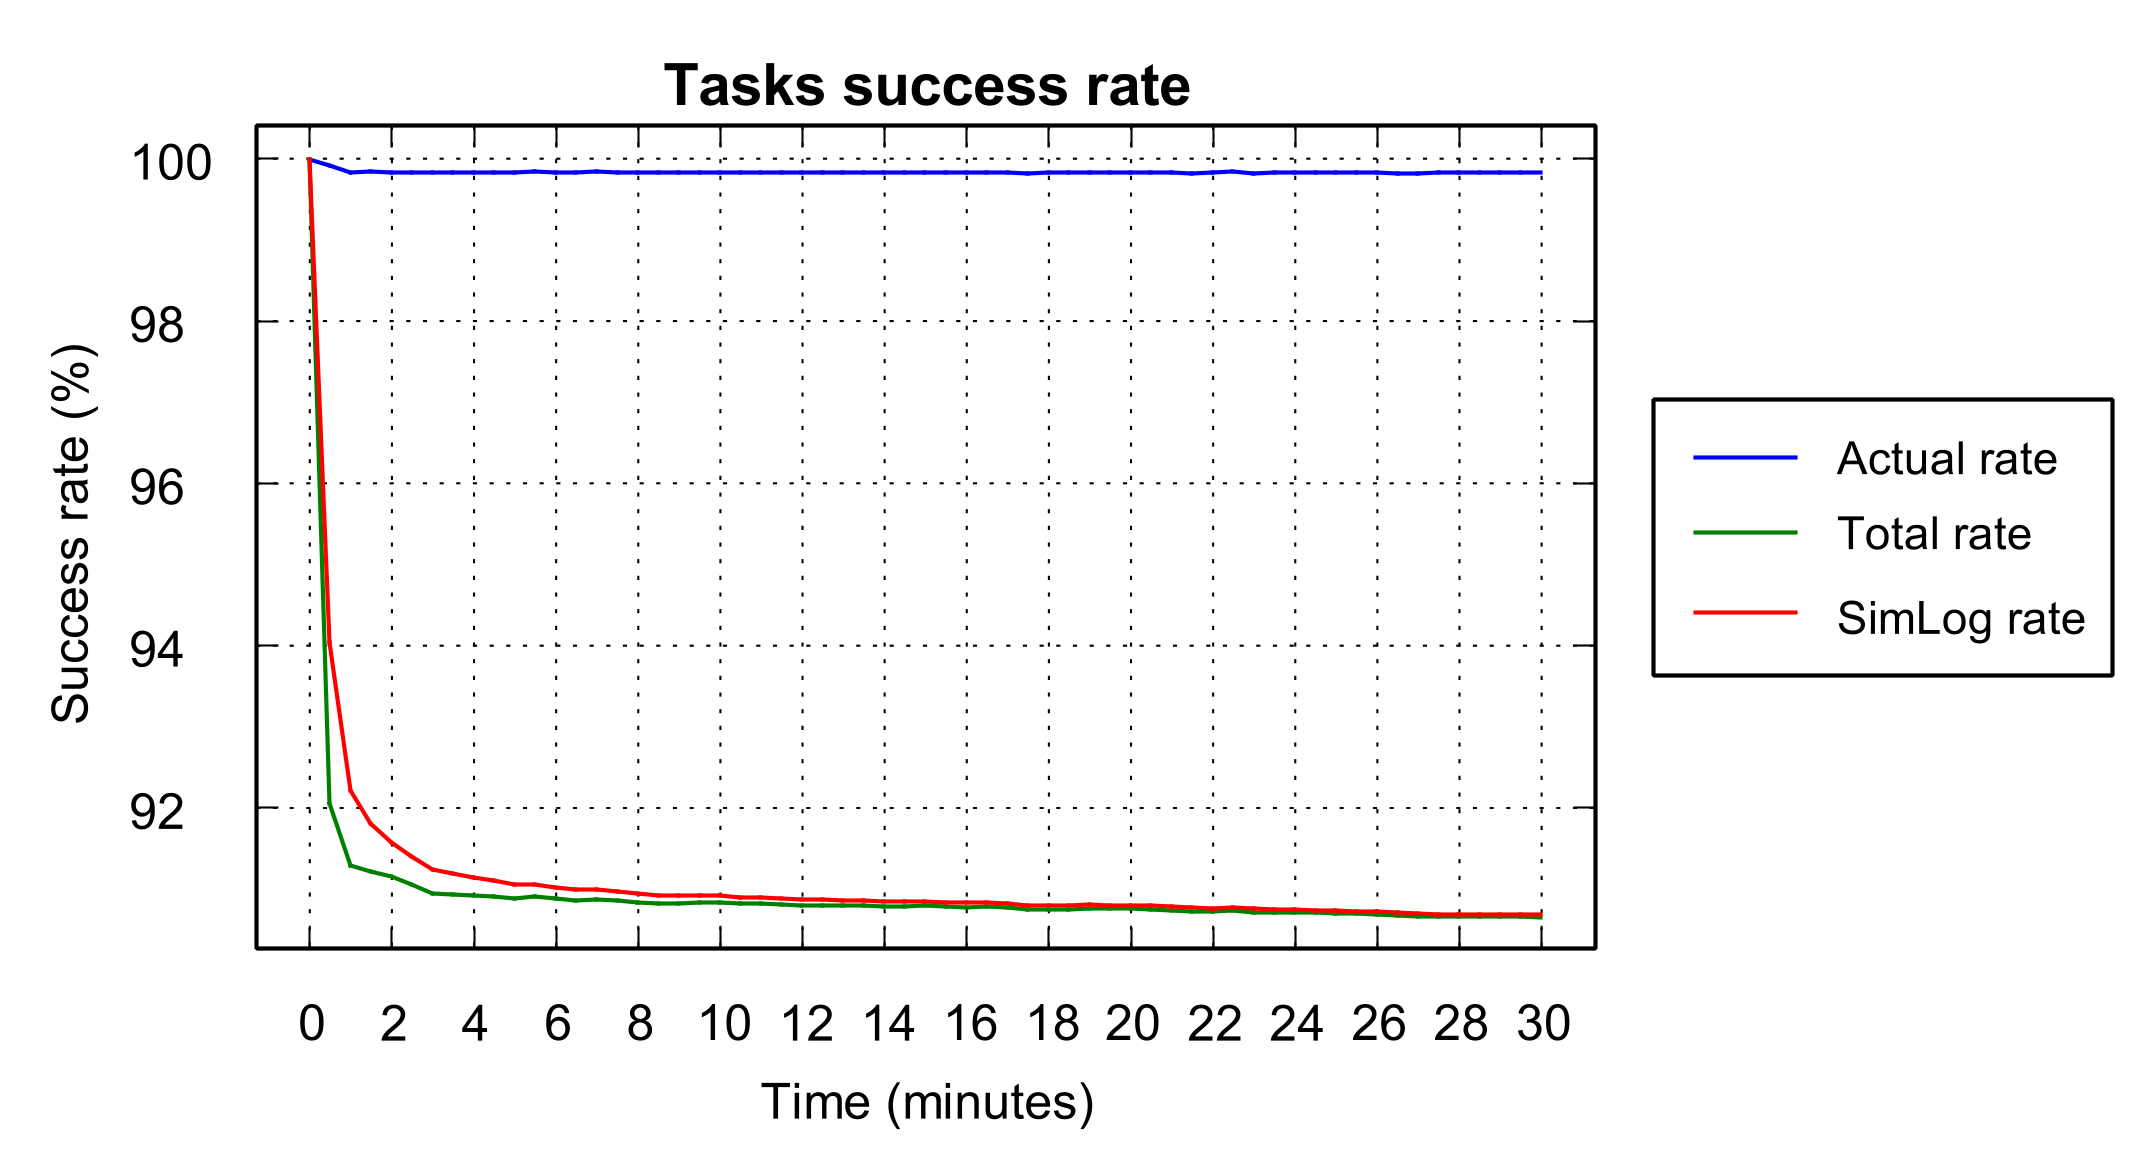 Tasks success rate
100
98
96
94
92
Success rate (%)
0 2 4 6 8 10 12 14 16 18 20 22 24 26 28 30
Time (minutes)
Actual rate
Total rate
SimLog rate